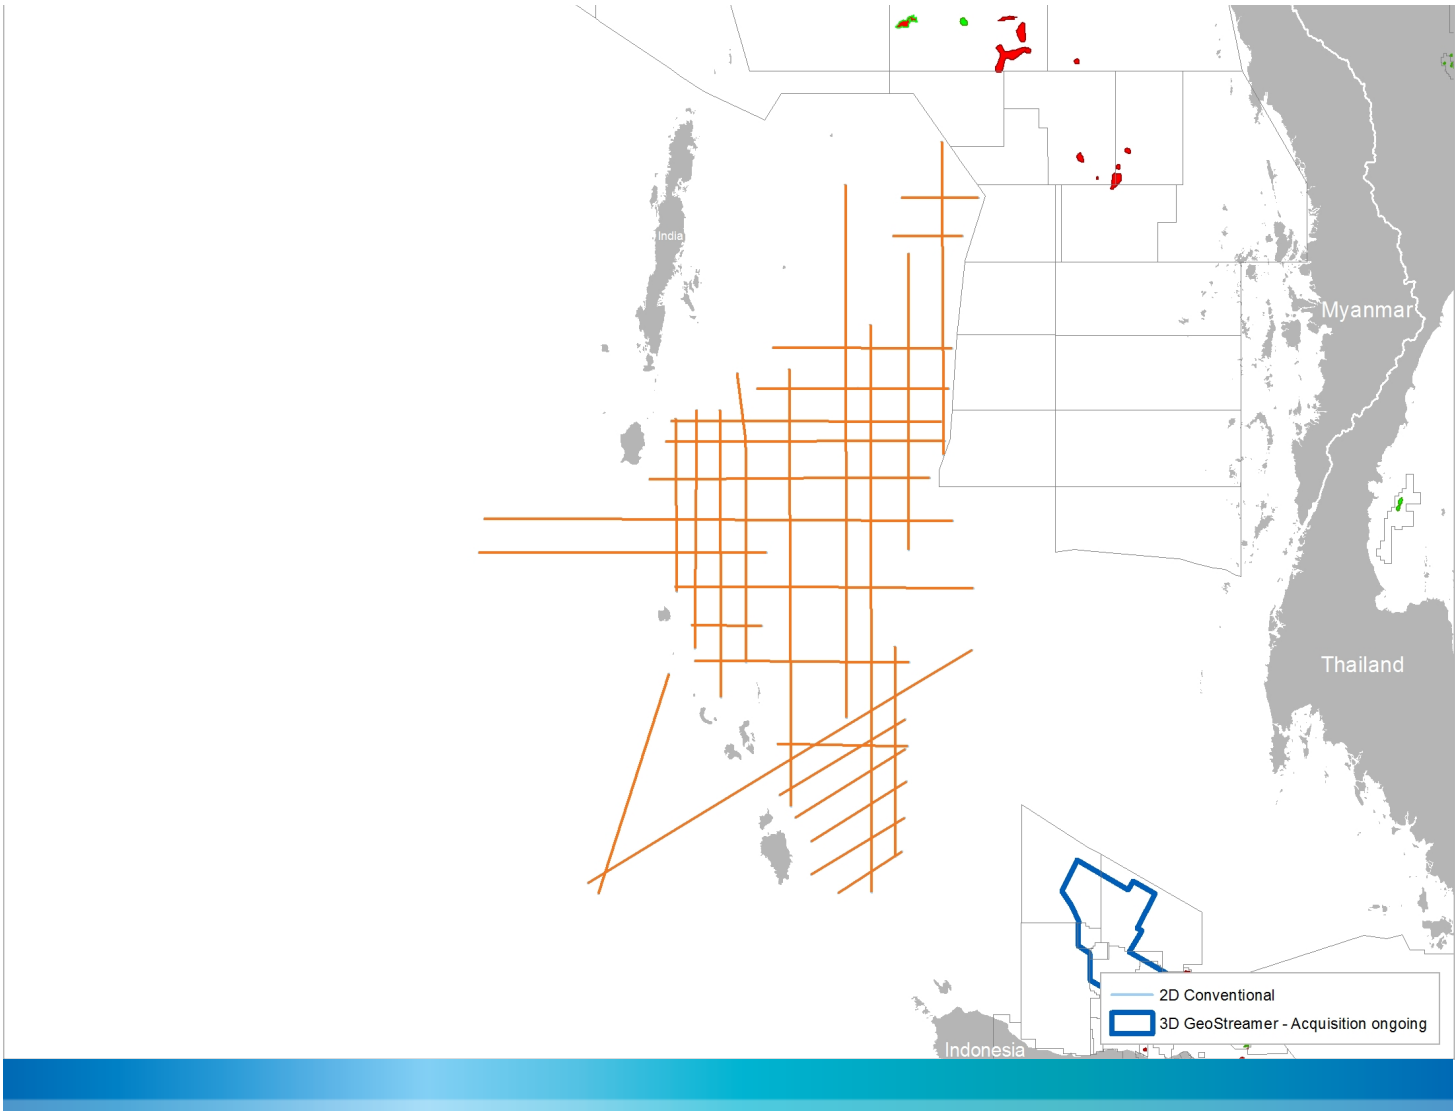 India
Myanmar
Thailand
2D Conventional
3D GeoStreamer - Acquisition ongoing
Indonesia